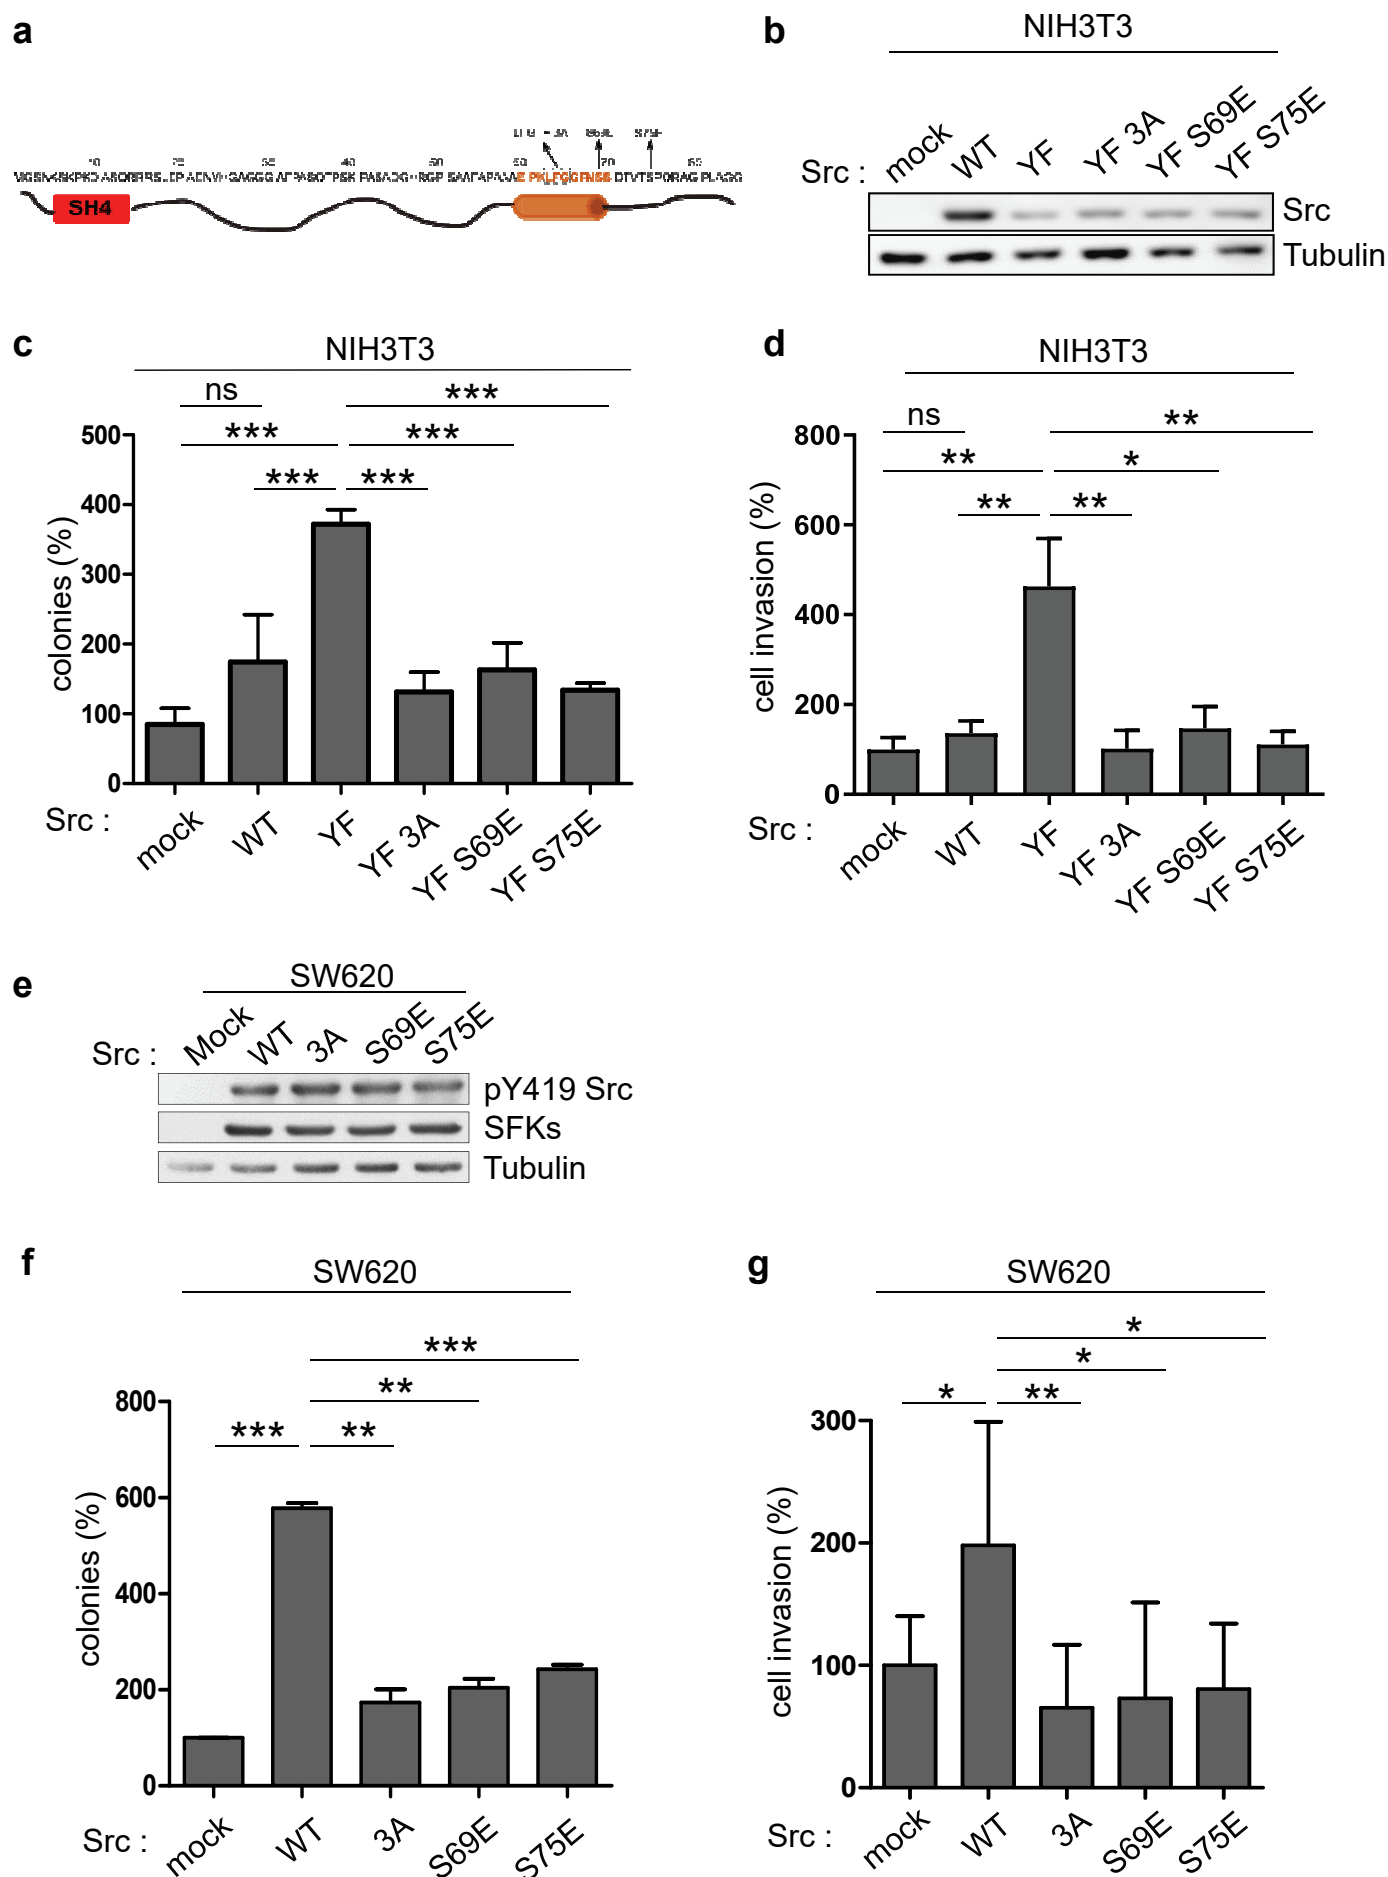 a
SH4
b
NIH3T3
Src : mock WT YF YF 3A YF S69E YF S75E
Src
Tubulin
c
NIH3T3
ns ***
*** ***
*** ***
500
400
300
200
100
0
colonies (%)
Src : mock WT YF YF 3A YF S69E YF S75E
d
NIH3T3
ns **
** *
** **
800
600
400
200
0
cell invasion (%)
Src : mock WT YF YF 3A YF S69E YF S75E
e
SW620
Src : Mock WT 3A S69E S75E
pY419 Src
SFKs
Tubulin
f
SW620
***
**
*** **
800
600
400
200
0
colonies (%)
Src : mock WT 3A S69E S75E
g
SW620
*
*
* **
300
200
100
0
cell invasion (%)
Src : mock WT 3A S69E S75E